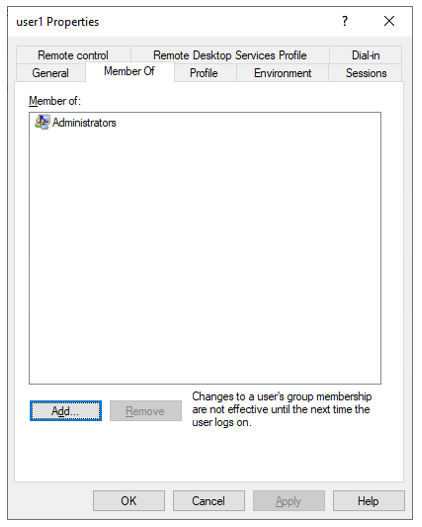 user1 Properties ?
Remote control Remote Desktop Services Profile Dial-in
General Member Of Profile Environment Sessions
Member of:
Administrators
Add... Remove
Changes to a user's group membership
are not effective until the next time the
user logs on.
OK Cancel Apply Help